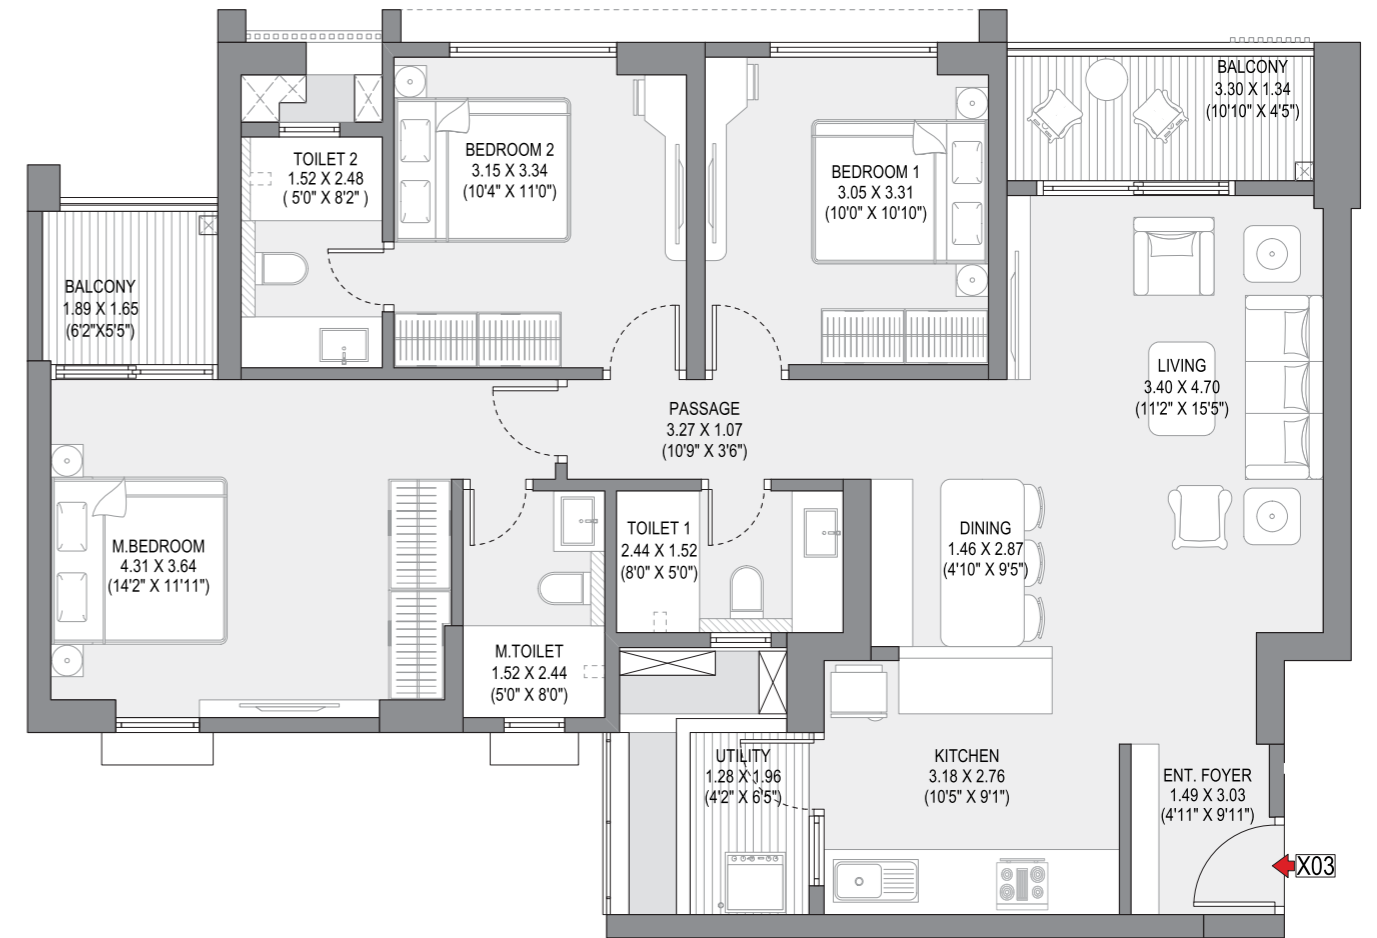 BALCONY
3.30 X 1.34
(10'10" X 4'5")
TOILET 2
1.52 X 2.48
( 5'0" X 8'2" )
BEDROOM 2
3.15 X 3.34
(10'4" X 11'0")
BEDROOM 1
3.05 X 3.31
(10'0" X 10'10")
BALCONY
1.89 X 1.65
(6'2"X5'5")
LIVING
3.40 X 4.70
(11'2" X 15'5")
PASSAGE
3.27 X 1.07
(10'9" X 3'6")
M.BEDROOM
4.31 X 3.64
(14'2" X 11'11")
TOILET 1
2.44 X 1.52
(8'0" X 5'0")
DINING
1.46 X 2.87
(4'10" X 9'5")
M.TOILET
1.52 X 2.44
(5'0" X 8'0")
UTILITY
1.28 X 1.96
(4'2" X 6'5")
KITCHEN
3.18 X 2.76
(10'5" X 9'1")
ENT. FOYER
1.49 X 3.03
(4'11" X 9'11")
X03